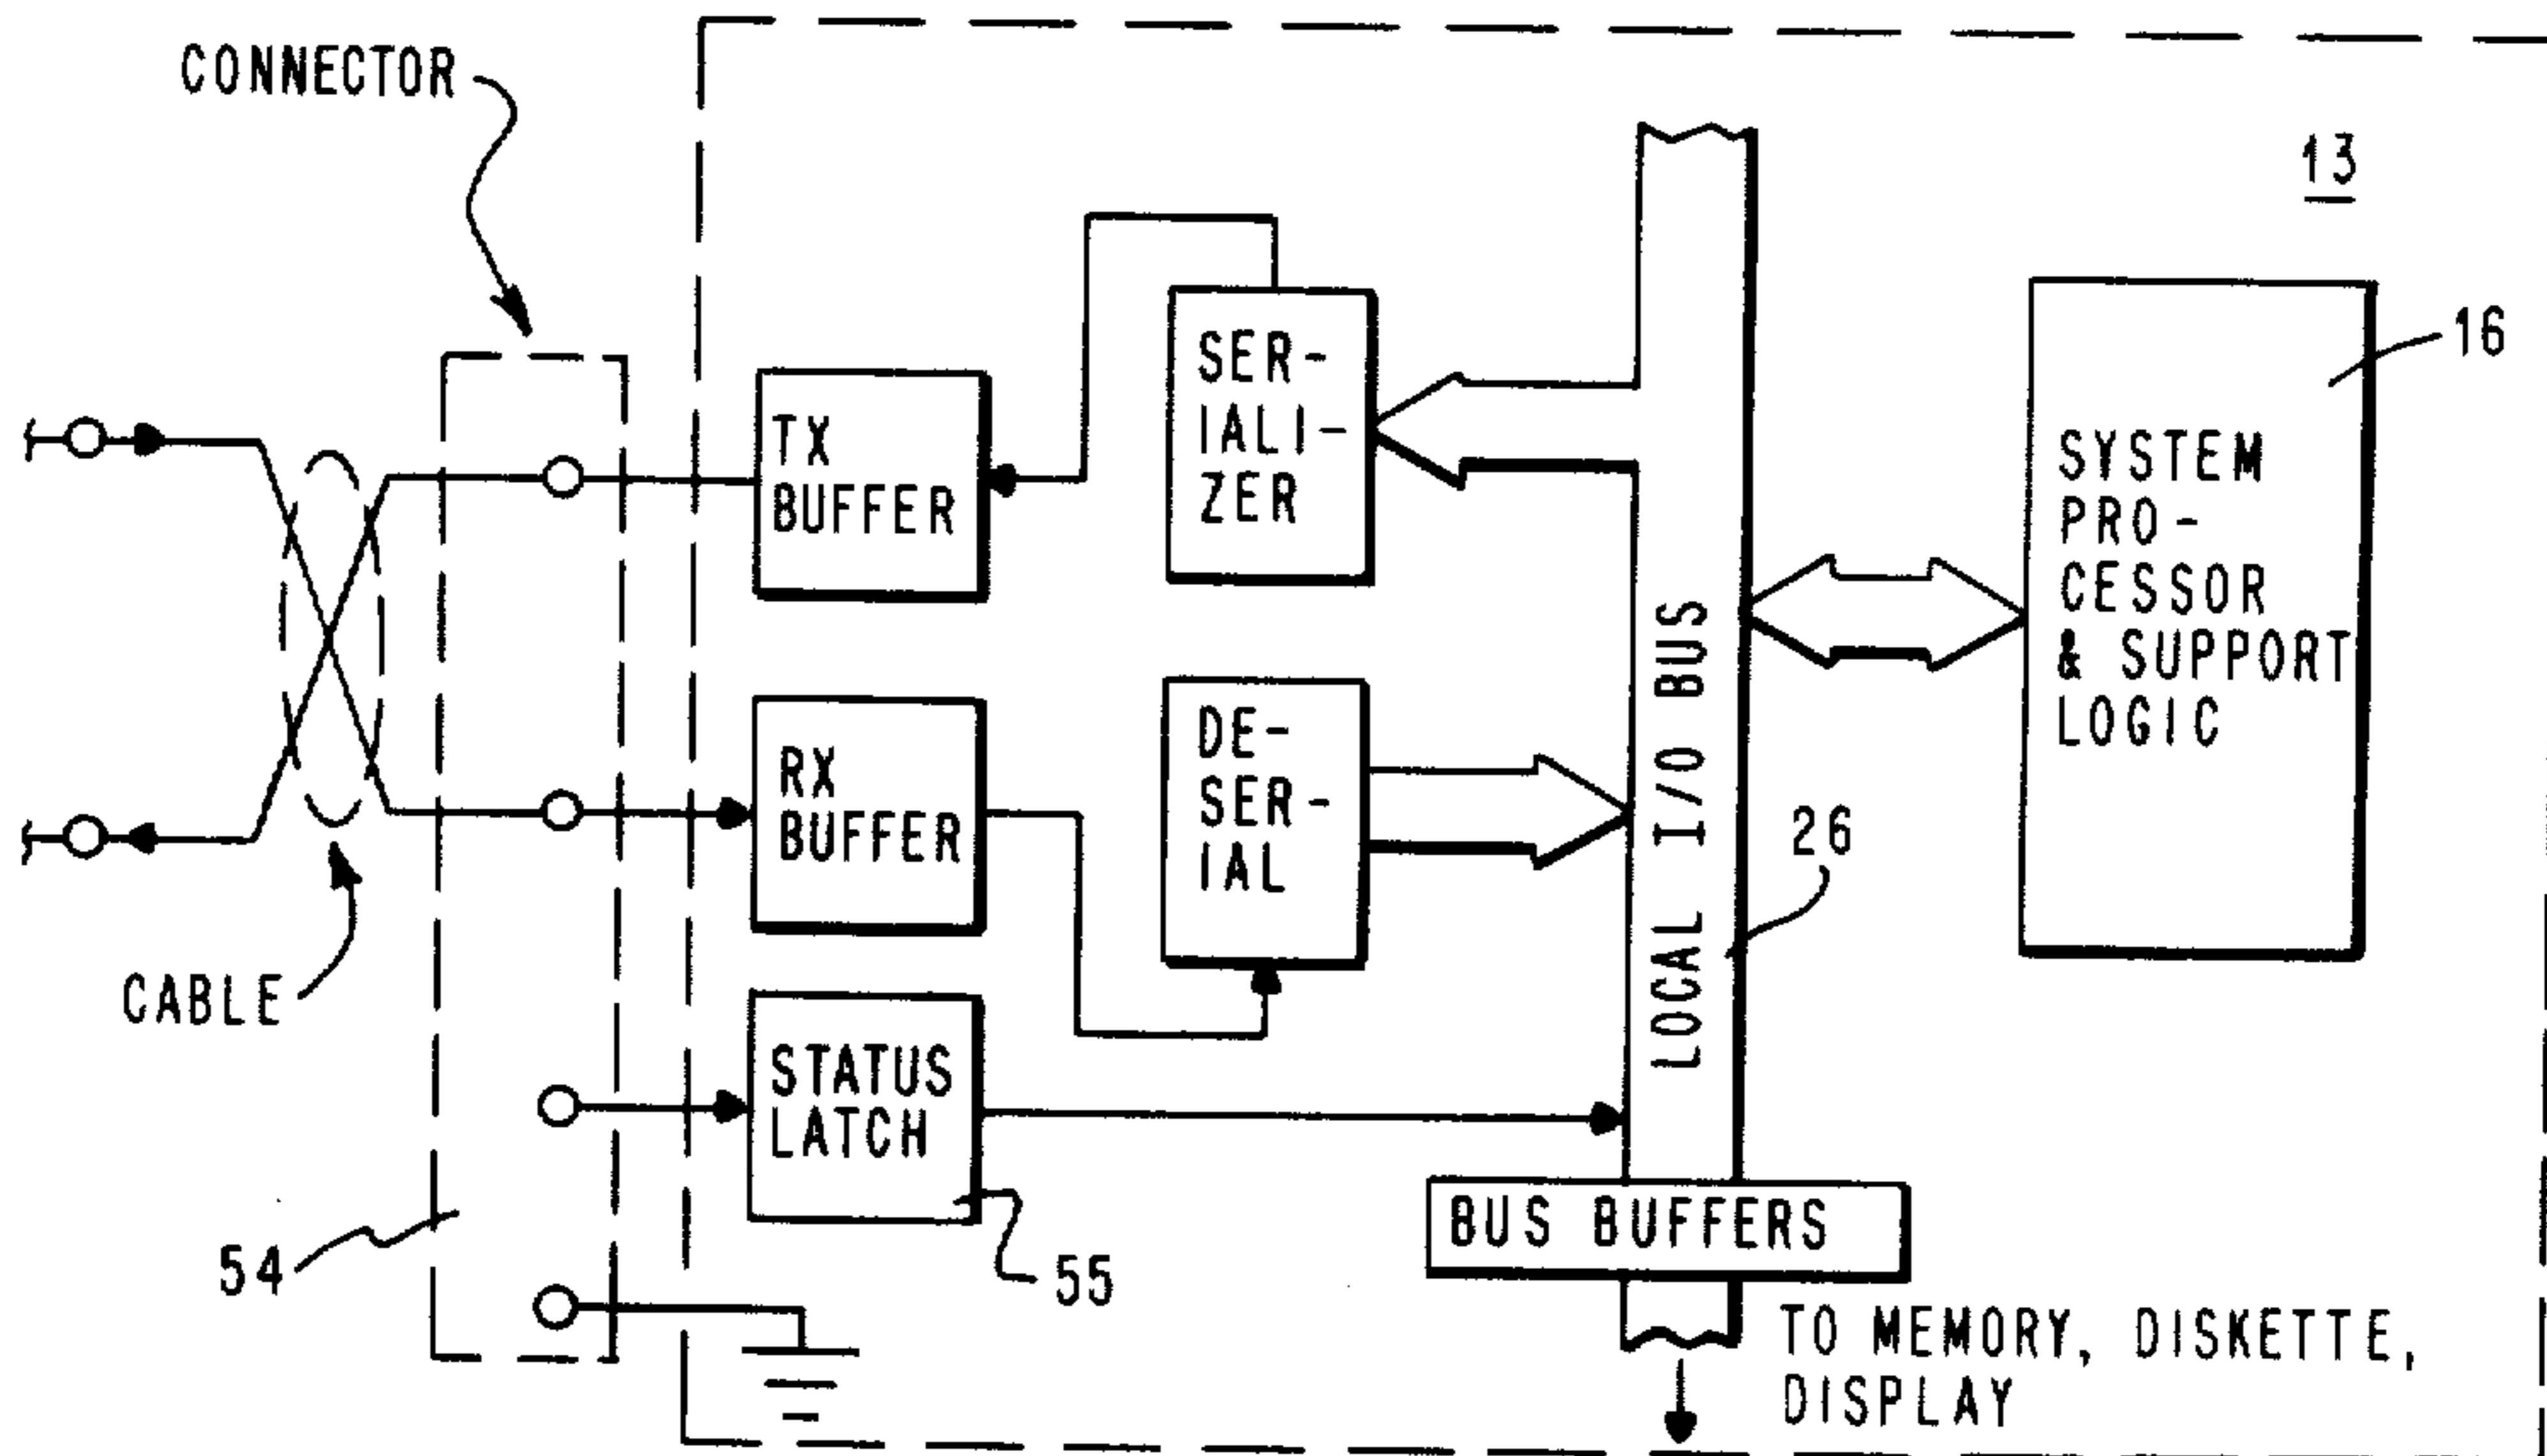 CONNECTOR
13
16
SER-
IALI-
ZER
TX
BUFFER
SYSTEM
PRO-
CESSOR
& SUPPORT
LOGIC
LOCAL I/O BUS
DE-
SER-
IAL
RX
BUFFER
26
CABLE
STATUS
LATCH
54
55
BUS BUFFERS
TO MEMORY, DISKETTE,
DISPLAY